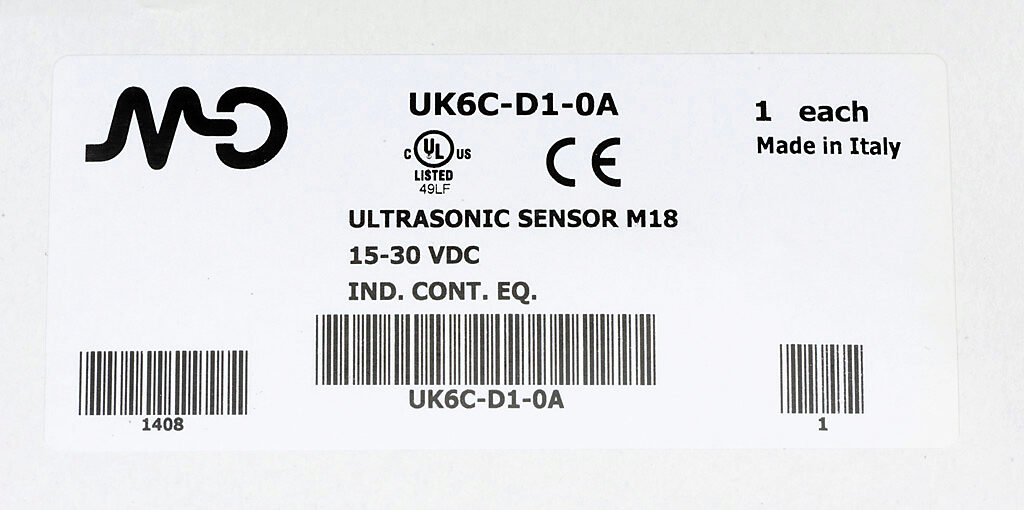 MD
UK6C-D1-0A
1 each
Made in Italy
C UL US
LISTED
49LF
CE
ULTRASONIC SENSOR M18
15-30 VDC
IND. CONT. EQ.
UK6C-D1-0A
1408
1